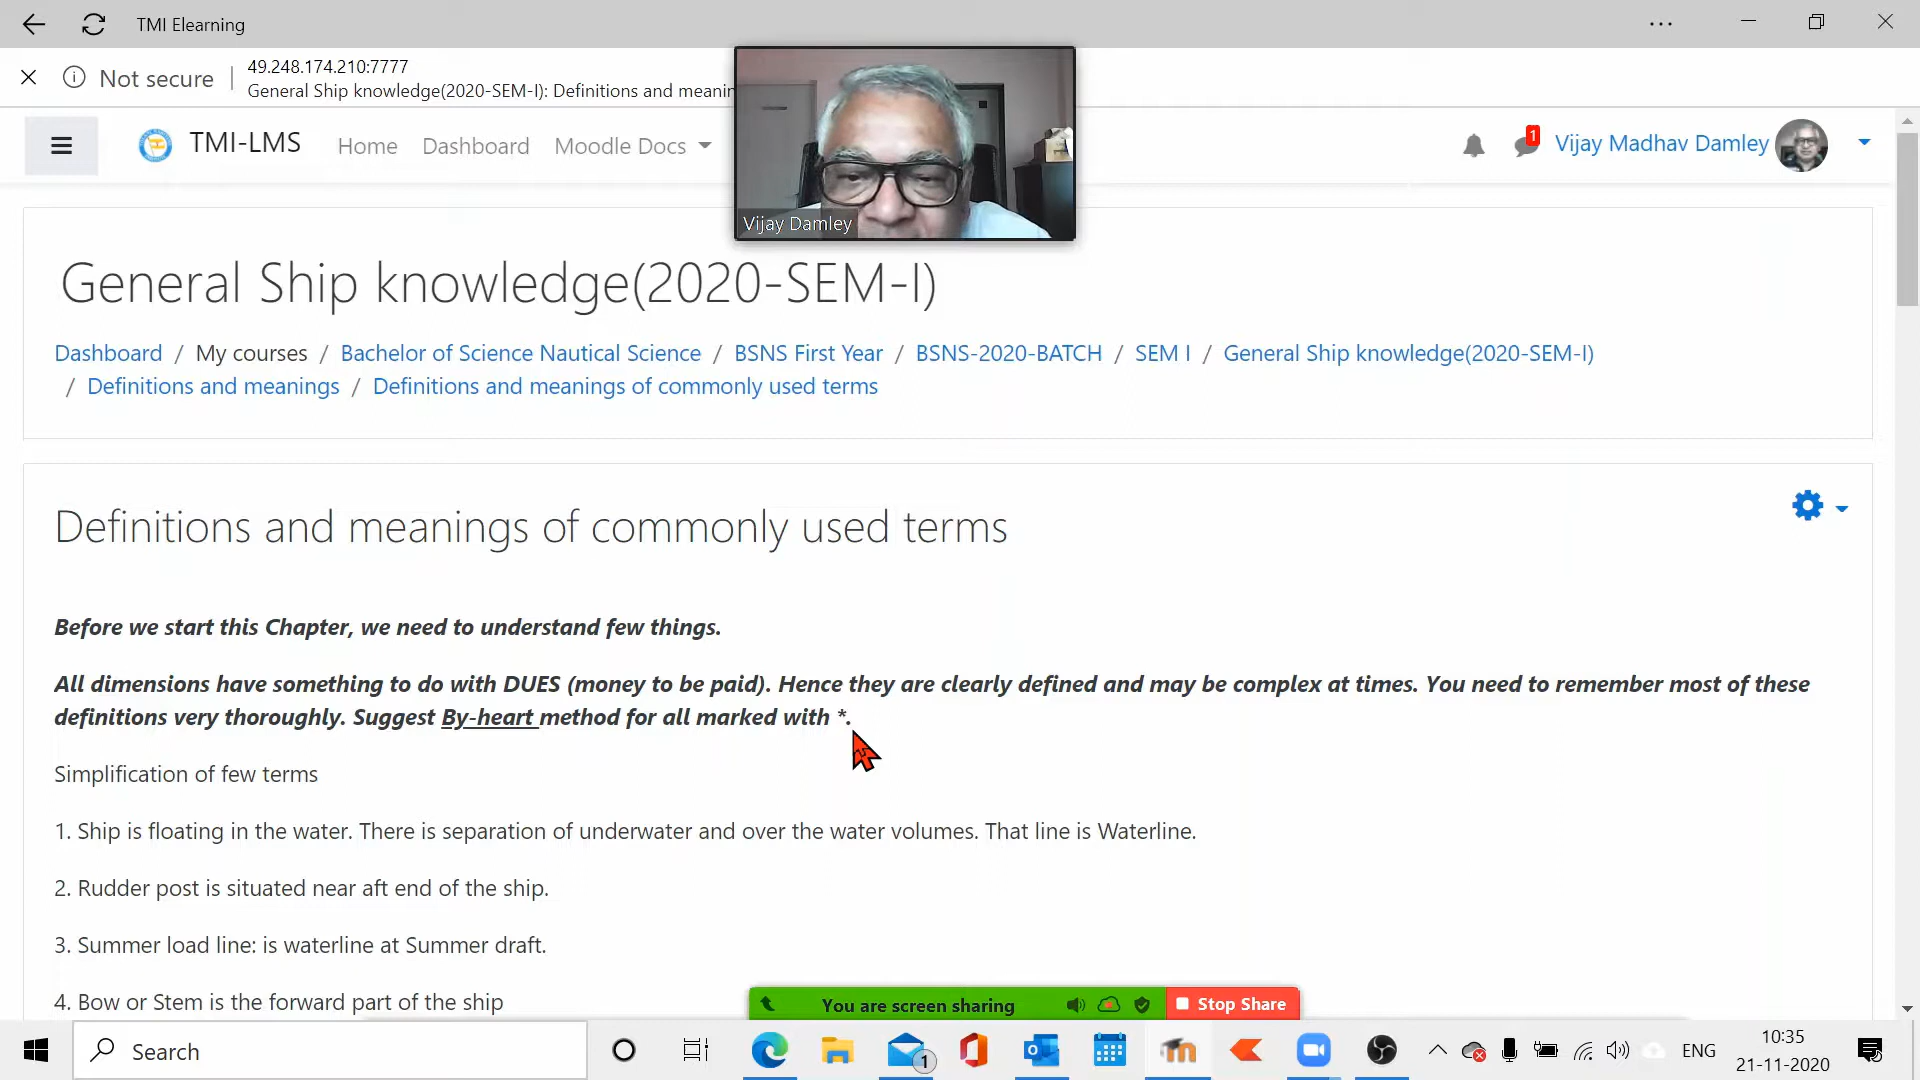 TMI Elearning
Not secure
49.248.174.210:7777
General Ship knowledge(2020-SEM-I): Definitions and meanin
TMI-LMS
Home
Dashboard
Moodle Docs
1
Vijay Madhav Damley
Vijay Damley
General Ship knowledge(2020-SEM-I)
Dashboard / My courses / Bachelor of Science Nautical Science / BSNS First Year / BSNS-2020-BATCH / SEM I / General Ship knowledge(2020-SEM-I)
/ Definitions and meanings / Definitions and meanings of commonly used terms
Definitions and meanings of commonly used terms
Before we start this Chapter, we need to understand few things.
All dimensions have something to do with DUES (money to be paid). Hence they are clearly defined and may be complex at times. You need to remember most of these
definitions very thoroughly. Suggest By-heart method for all marked with *.
Simplification of few terms
1. Ship is floating in the water. There is separation of underwater and over the water volumes. That line is Waterline.
2. Rudder post is situated near aft end of the ship.
3. Summer load line: is waterline at Summer draft.
4. Bow or Stem is the forward part of the ship
You are screen sharing
Stop Share
Search
1
ENG
10:35
21-11-2020